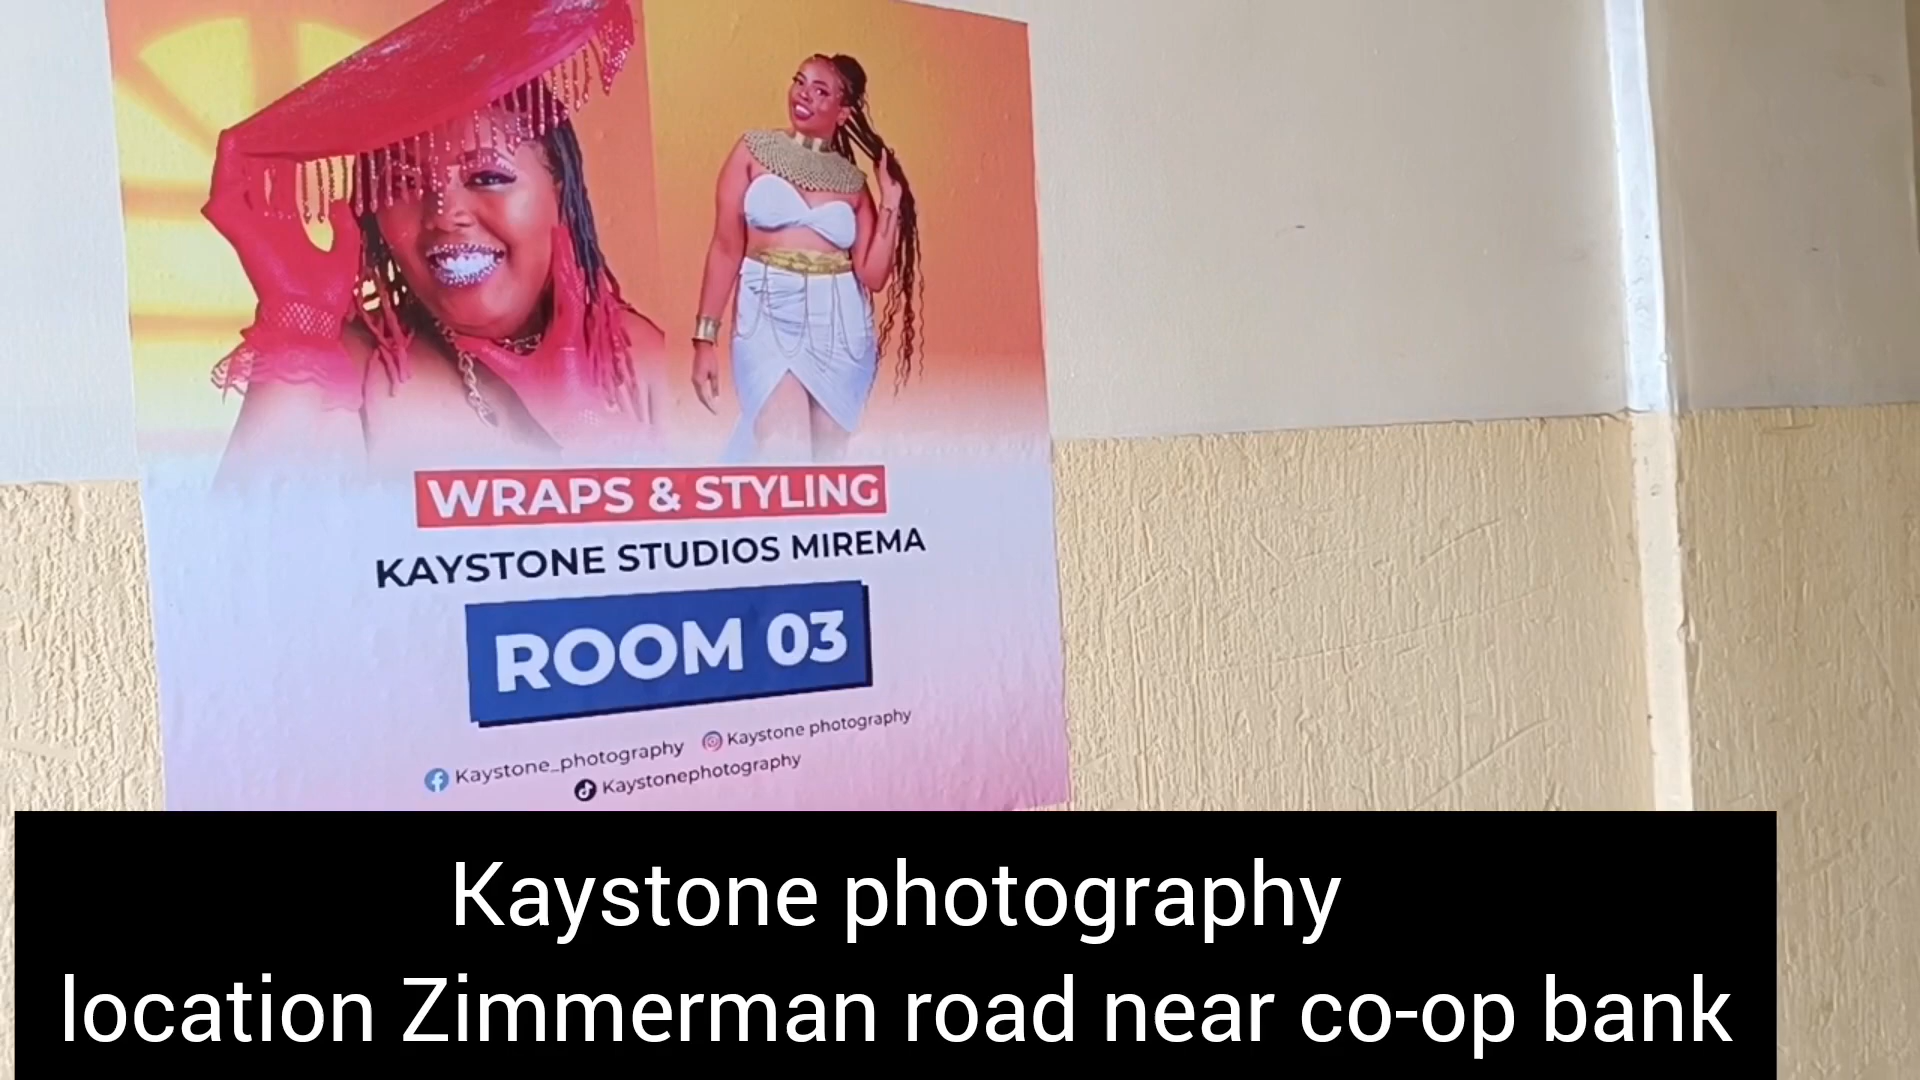 WRAPS & STYLING
KAYSTONE STUDIOS MIREMA
ROOM 03
Kaystone_photography Kaystone photography
Kaystonephotography
Kaystone photography
location Zimmerman road near co-op bank